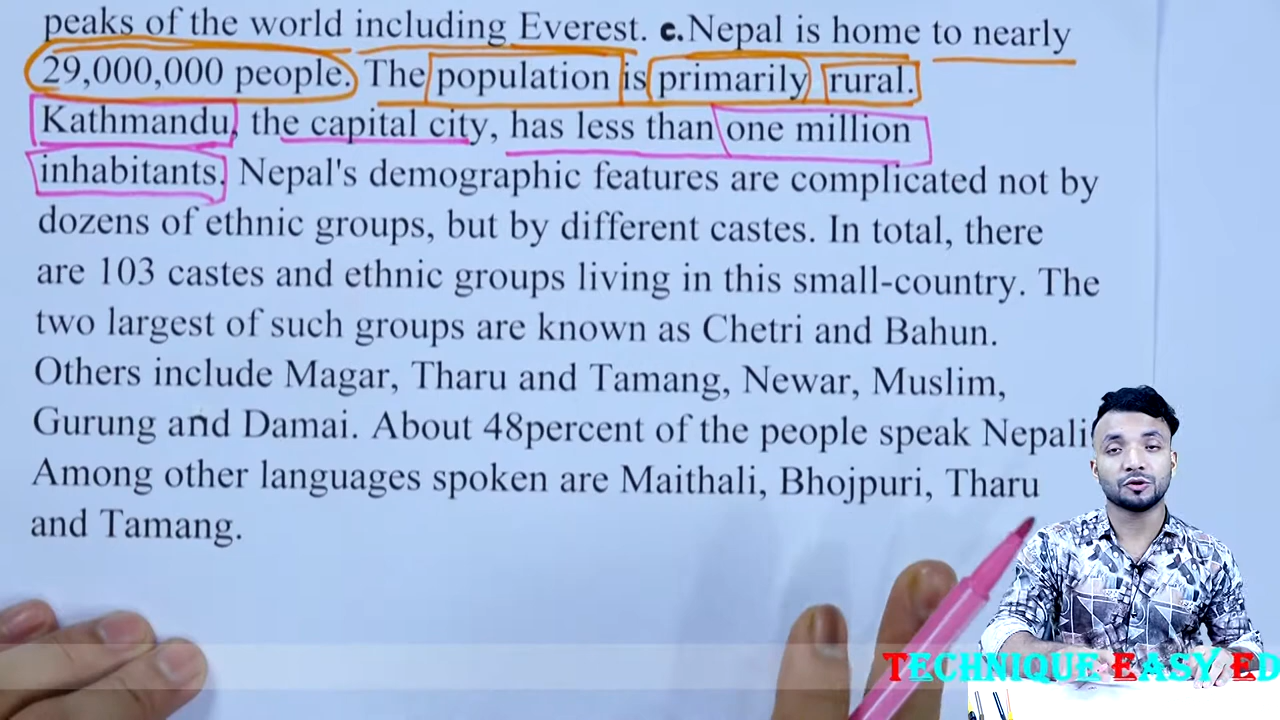 peaks of the world including Everest. c.Nepal is home to nearly
29,000,000 people. The population is primarily rural.
Kathmandu, the capital city, has less than one million
inhabitants. Nepal's demographic features are complicated not by
dozens of ethnic groups, but by different castes. In total, there
are 103 castes and ethnic groups living in this small-country. The
two largest of such groups are known as Chetri and Bahun.
Others include Magar, Tharu and Tamang, Newar, Muslim,
Gurung and Damai. About 48percent of the people speak Nepali
Among other languages spoken are Maithali, Bhojpuri, Tharu
and Tamang.
TECHNIQUE EASY ED